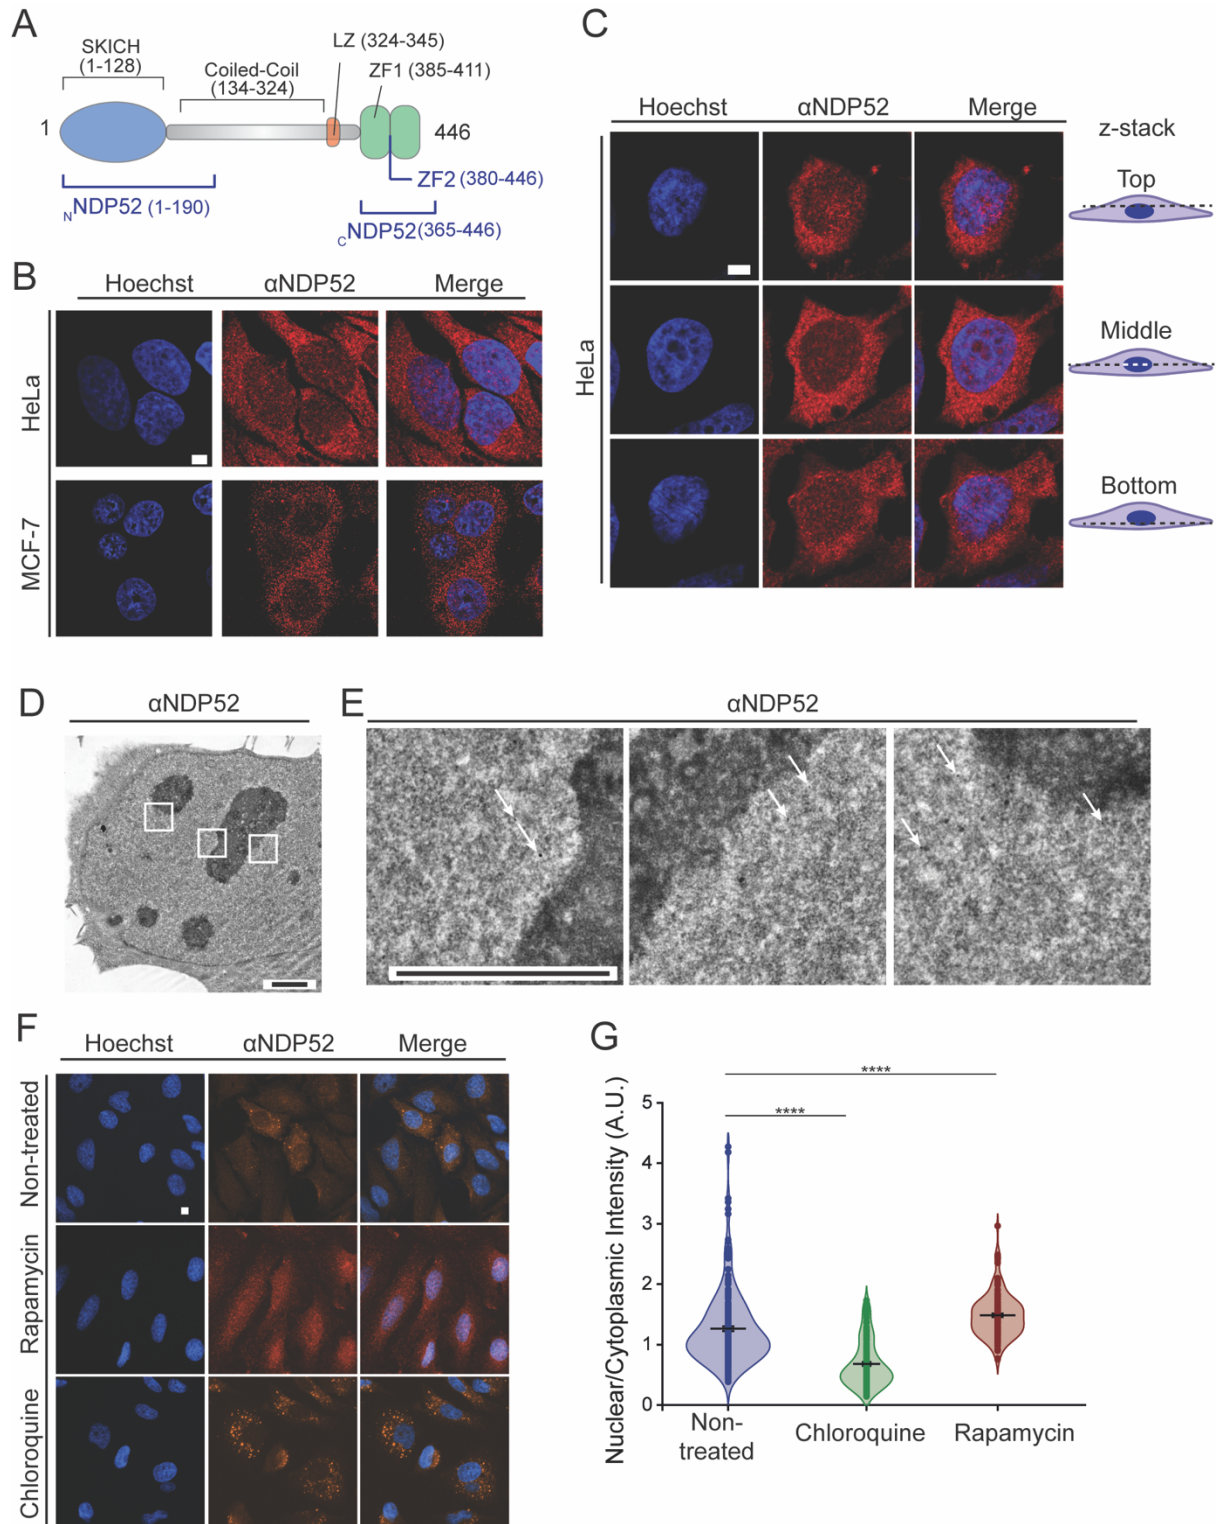 A
SKICH
(1-128)
Coiled-Coil
(134-324)
LZ (324-345)
ZF1 (385-411)
1
446
ZF2 (380-446)
NNDP52 (1-190)
CNDP52(365-446)
B
Hoechst
αNDP52
Merge
HeLa
MCF-7
C
Hoechst
αNDP52
Merge
z-stack
HeLa
Top
Middle
Bottom
D
αNDP52
E
αNDP52
F
Hoechst
αNDP52
Merge
Non-treated
Rapamycin
Chloroquine
G
Nuclear/Cytoplasmic Intensity (A.U.)
****
****
5
4
3
2
1
0
Non-
treated
Chloroquine
Rapamycin